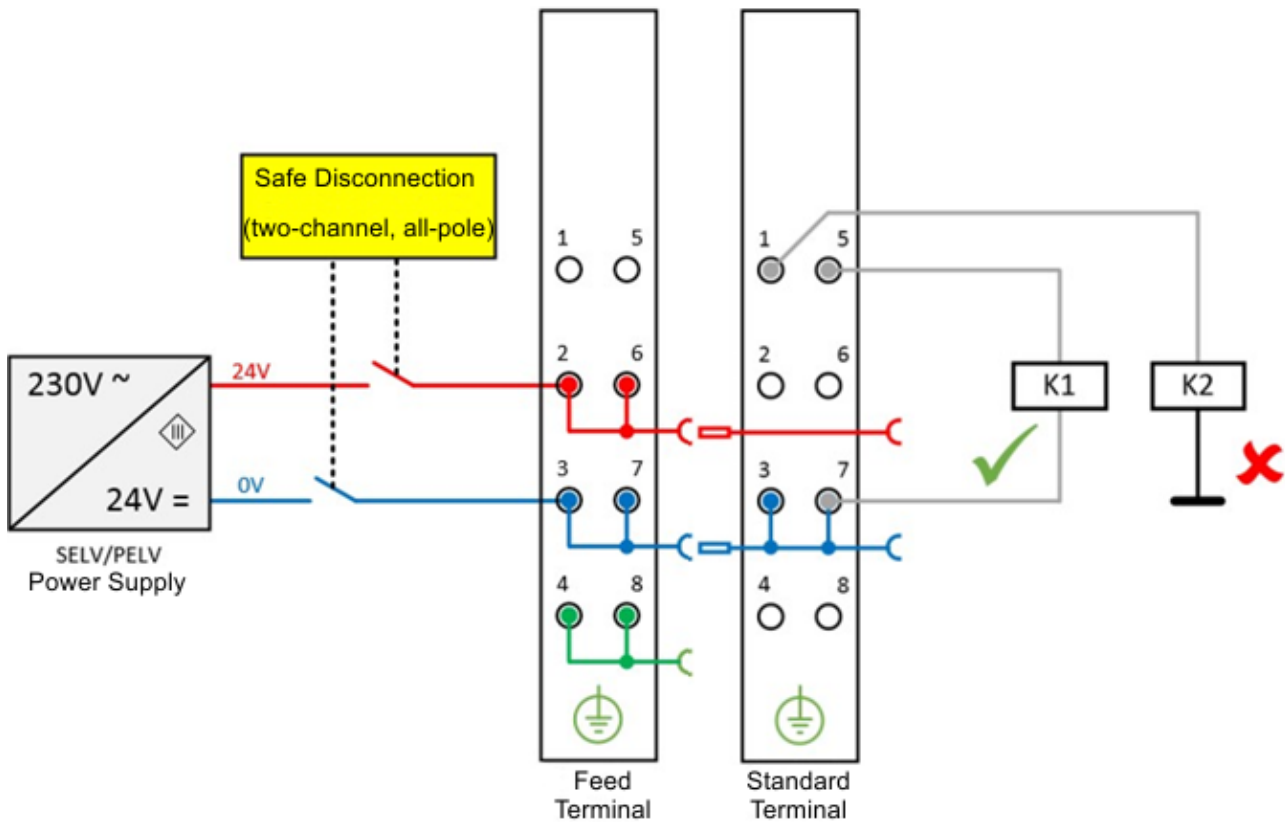 Safe Disconnection
(two-channel, all-pole)
1 5
1 5
2 6
2 6
230V ~
24V
III
K1
K2
3 7
3 7
0V
24V =
SELV/PELV
Power Supply
4 8
4 8
Feed
Terminal
Standard
Terminal